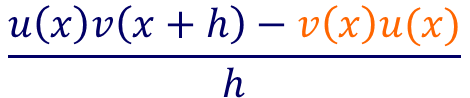 u(x)v(x + h) − v(x)u(x)
h